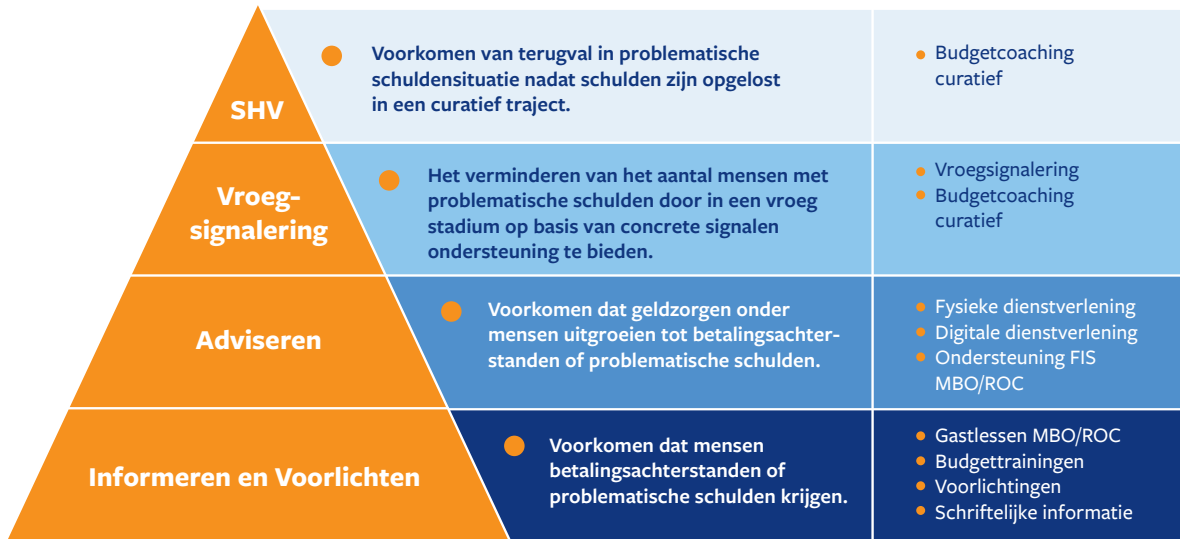 SHV
Voorkomen van terugval in problematische
schuldensituatie nadat schulden zijn opgelost
in een curatief traject.
Budgetcoaching
curatief
Vroeg-
signalering
Het verminderen van het aantal mensen met
problematische schulden door in een vroeg
stadium op basis van concrete signalen
ondersteuning te bieden.
Vroegsignalering
Budgetcoaching
curatief
Adviseren
Voorkomen dat geldzorgen onder
mensen uitgroeien tot betalingsachter-
standen of problematische schulden.
Fysieke dienstverlening
Digitale dienstverlening
Ondersteuning FIS
MBO/ROC
Informeren en Voorlichten
Voorkomen dat mensen
betalingsachterstanden of
problematische schulden krijgen.
Gastlessen MBO/ROC
Budgettrainingen
Voorlichtingen
Schriftelijke informatie